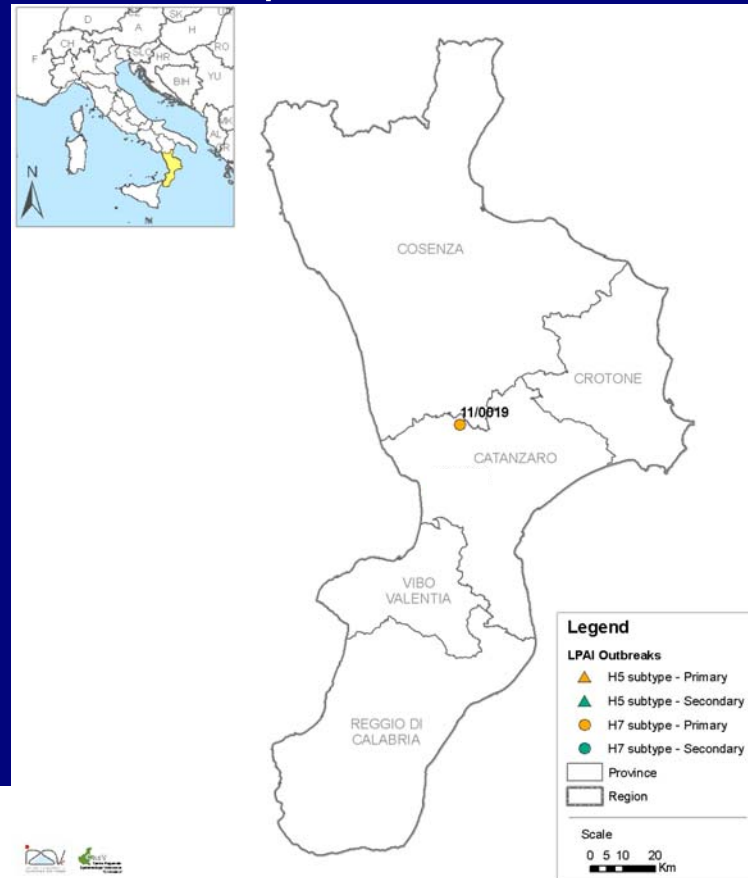 D
SK
A
H
CH
SLO
HR
RO
F
BIH
YU
MK
AL
N
COSENZA
CROTONE
11/0019
CATANZARO
VIBO
VALENTIA
REGGIO DI
CALABRIA
Legend
LPAI Outbreaks
H5 subtype - Primary
H5 subtype - Secondary
H7 subtype - Primary
H7 subtype - Secondary
Province
Region
Scale
0 5 10 20
Km